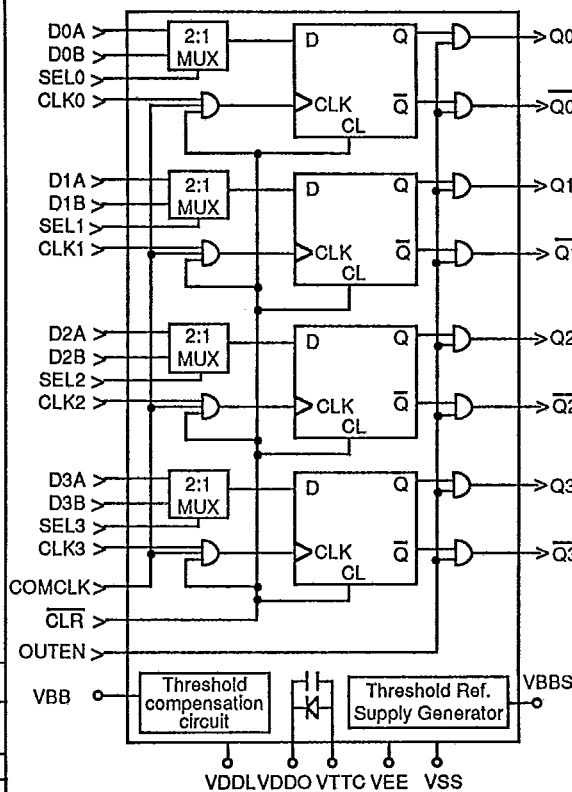 D0A
D0B
SEL0
CLK0
2:1
MUX
D
Q
CLK
Q̅
CL
Q0
Q̅0̅
D1A
D1B
SEL1
CLK1
2:1
MUX
D
Q
CLK
Q̅
CL
Q1
Q̅1̅
D2A
D2B
SEL2
CLK2
2:1
MUX
D
Q
CLK
Q̅
CL
Q2
Q̅2̅
D3A
D3B
SEL3
CLK3
2:1
MUX
D
Q
CLK
Q̅
CL
Q3
Q̅3̅
COMCLK
C̅L̅R̅
OUTEN
VBB
Threshold
compensation
circuit
Threshold Ref.
Supply Generator
VBBS
VDDL VDDO VTTC VEE VSS